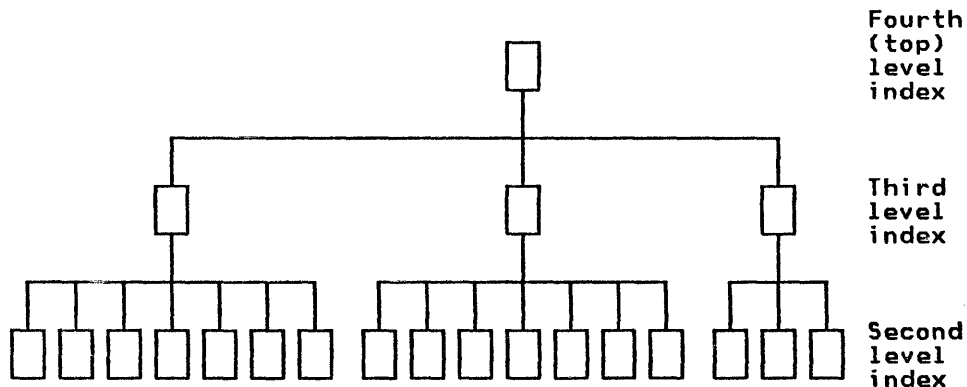 Fourth
(top)
level
index
Third
level
index
Second
level
index